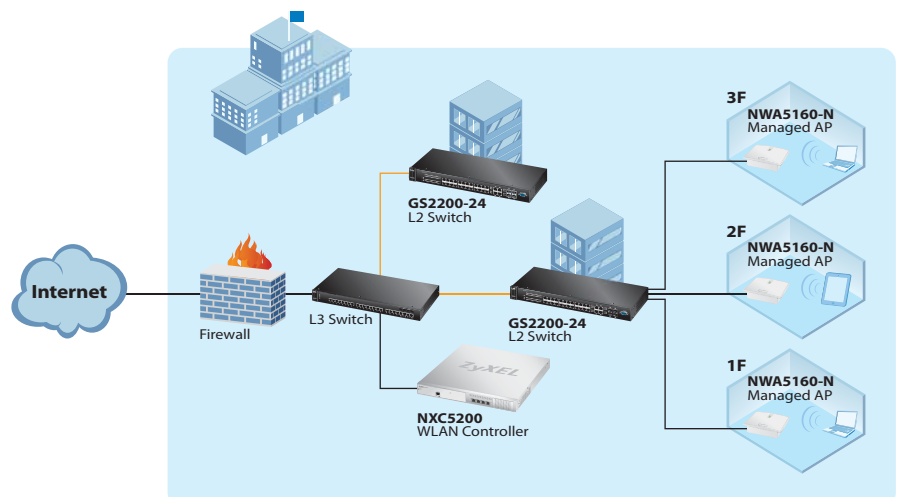 3F
NWA5160-N
Managed AP
GS2200-24
L2 Switch
2F
NWA5160-N
Managed AP
Internet
L3 Switch
Firewall
GS2200-24
L2 Switch
1F
NWA5160-N
Managed AP
ZyXEL
NXC5200
WLAN Controller